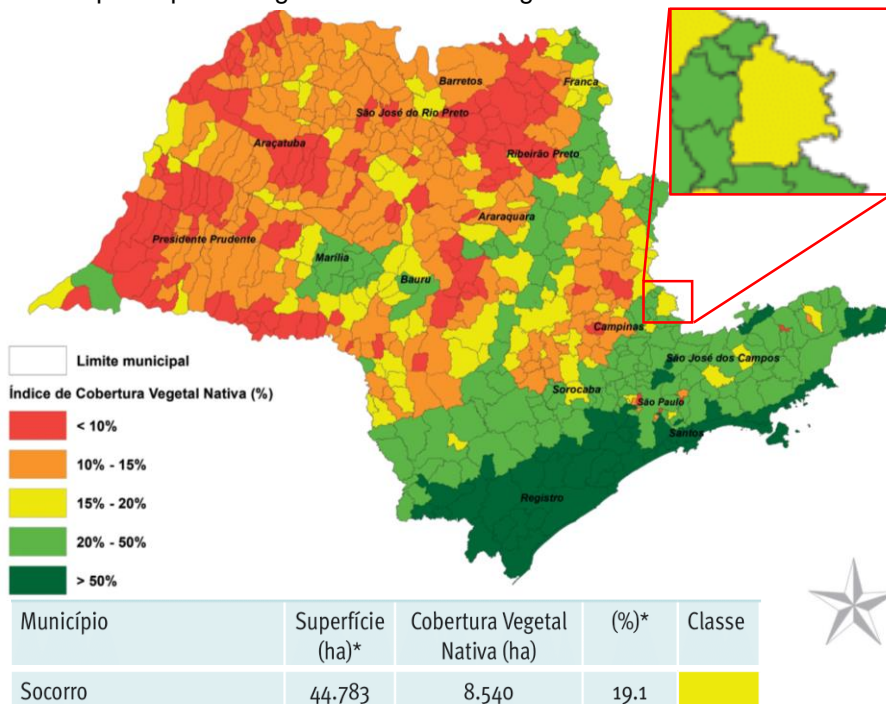 Barretos
Franca
São José do Rio Preto
Araçatuba
Ribeirão Preto
Araraquara
Presidente Prudente
Marília
Bauru
Campinas
São José dos Campos
Sorocaba
São Paulo
Santos
Registro
Limite municipal
Índice de Cobertura Vegetal Nativa (%)
< 10%
10% - 15%
15% - 20%
20% - 50%
> 50%
Município Superfície (ha)* Cobertura Vegetal Nativa (ha) (%)* Classe
Socorro 44.783 8.540 19.1